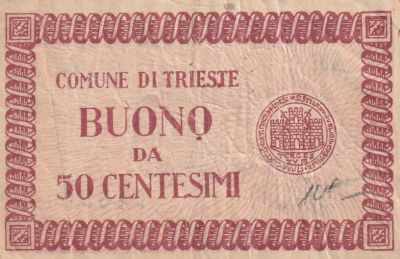 COMUNE DI TRIESTE
BUONO
DA
50 CENTESIMI